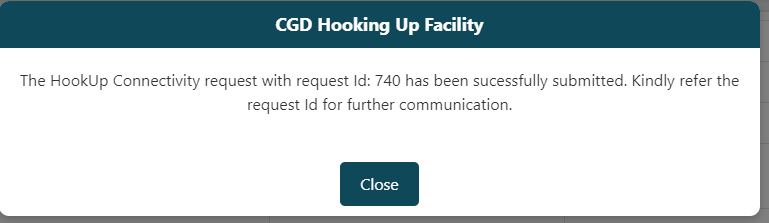 CGD Hooking Up Facility
The HookUp Connectivity request with request Id: 740 has been sucessfully submitted. Kindly refer the
request Id for further communication.
Close